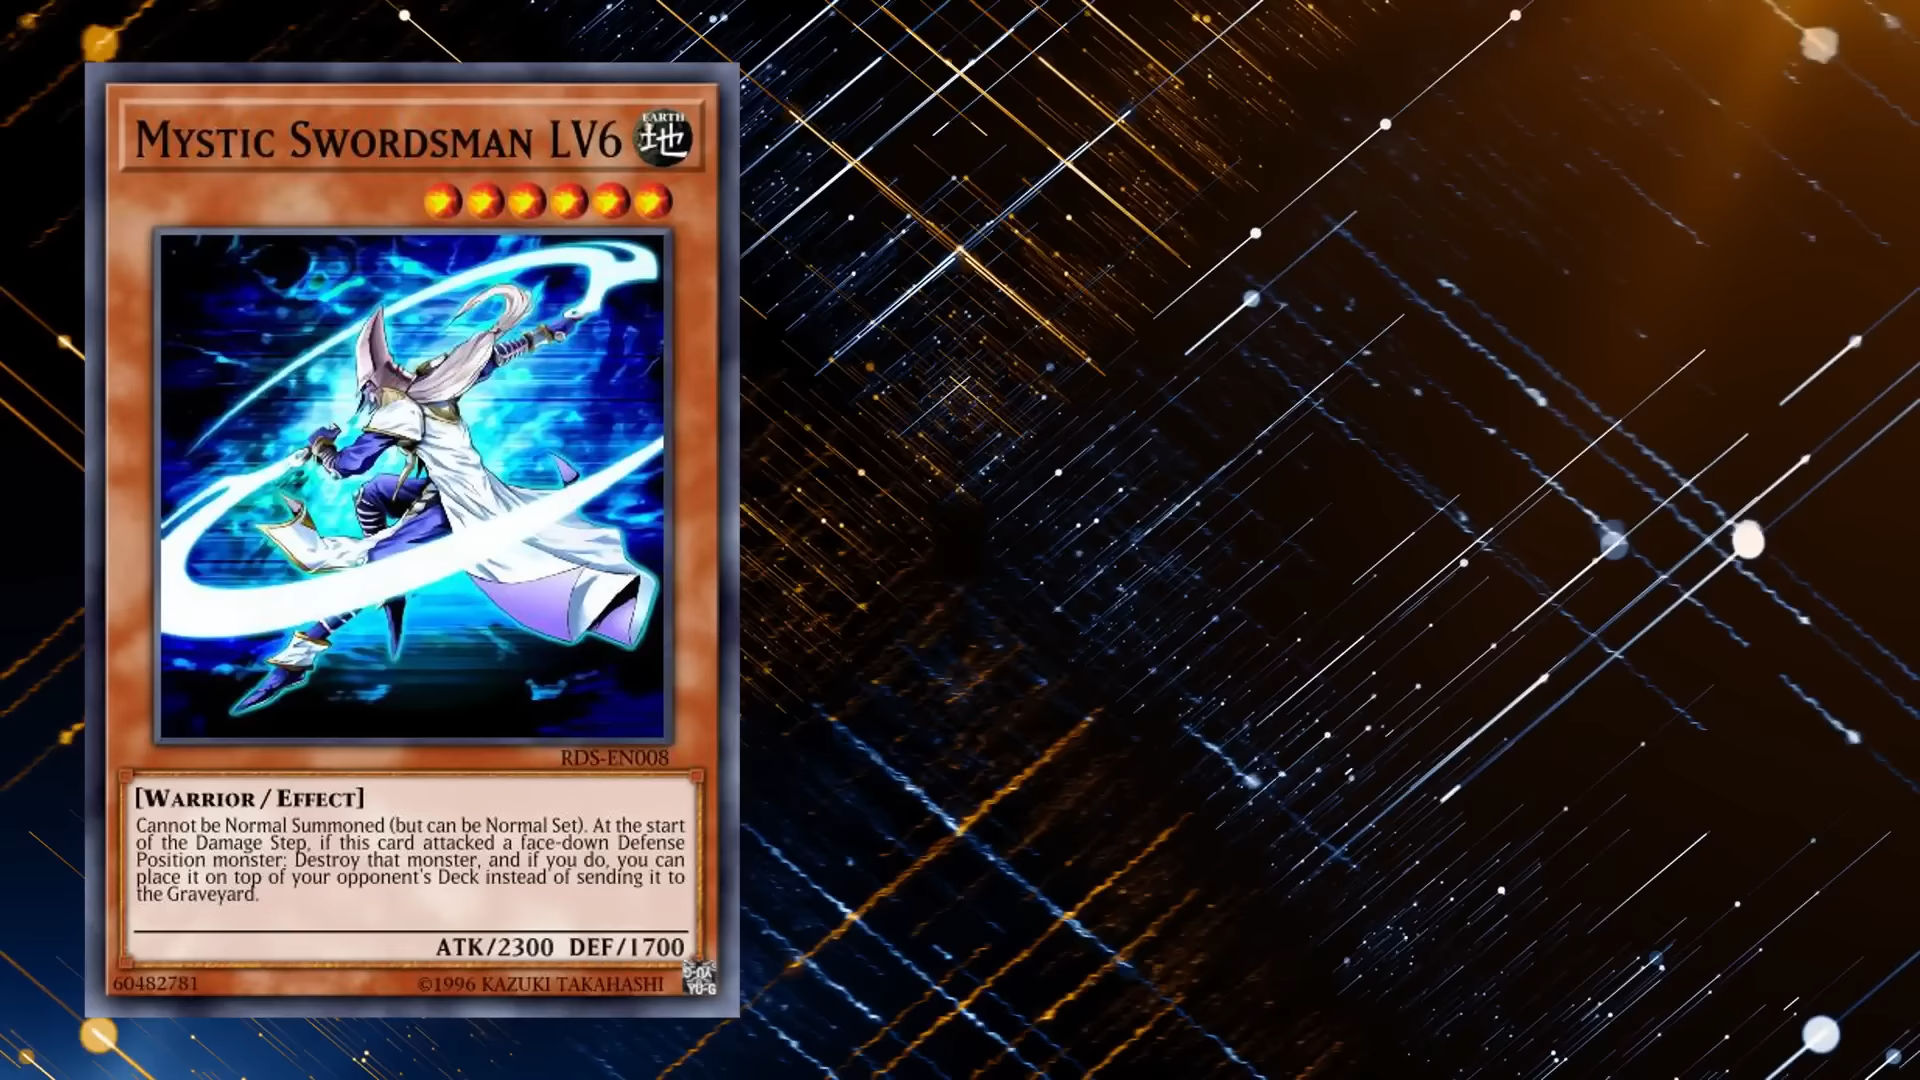 MYSTIC SWORDSMAN LV6
EARTH
地
RDS-EN008
[WARRIOR / EFFECT]
Cannot be Normal Summoned (but can be Normal Set). At the start
of the Damage Step, if this card attacked a face-down Defense
Position monster: Destroy that monster, and if you do, you can
place it on top of your opponent's Deck instead of sending it to
the Graveyard.
ATK/2300 DEF/1700
60482781
©1996 KAZUKI TAKAHASHI